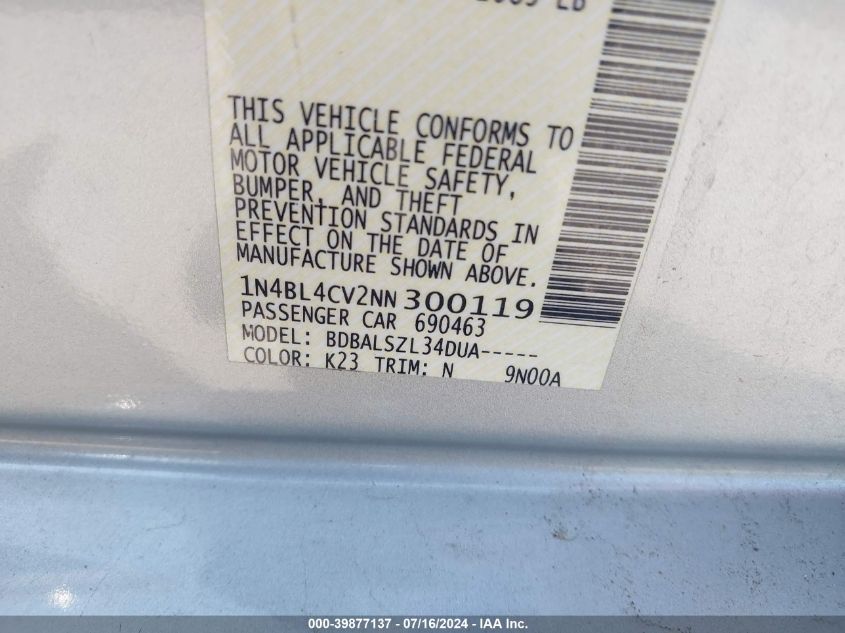 THIS VEHICLE CONFORMS TO
ALL APPLICABLE FEDERAL
MOTOR VEHICLE SAFETY,
BUMPER, AND THEFT
PREVENTION STANDARDS IN
EFFECT ON THE DATE OF
MANUFACTURE SHOWN ABOVE.
1N4BL4CV2NN300119
PASSENGER CAR 690463
MODEL: BDBALSZL34DUA-----
COLOR: K23 TRIM: N 9N00A
000-39877137 - 07/16/2024 - IAA Inc.